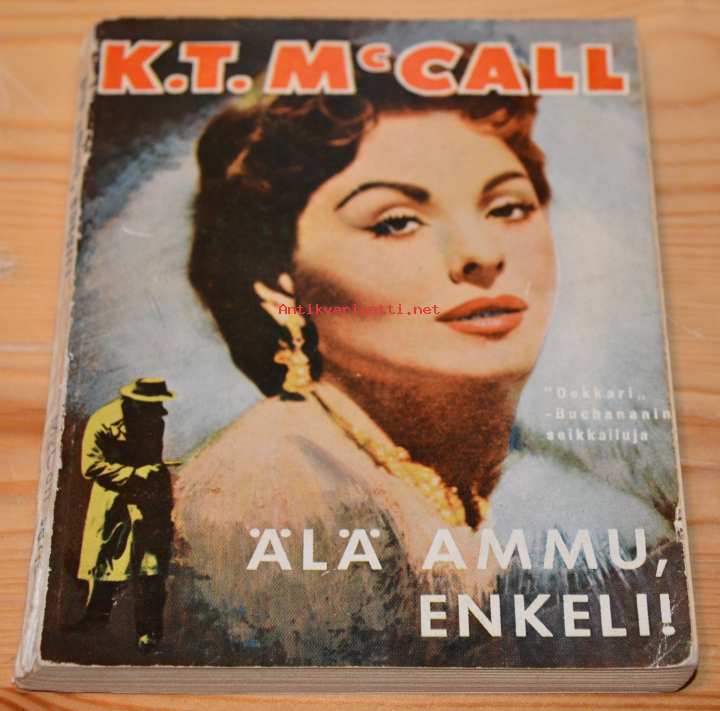 K.T. McCALL
Antikvariaatti.net
"Dekkari„
-Buchananin
seikkailuja
ÄLÄ AMMU,
ENKELI!